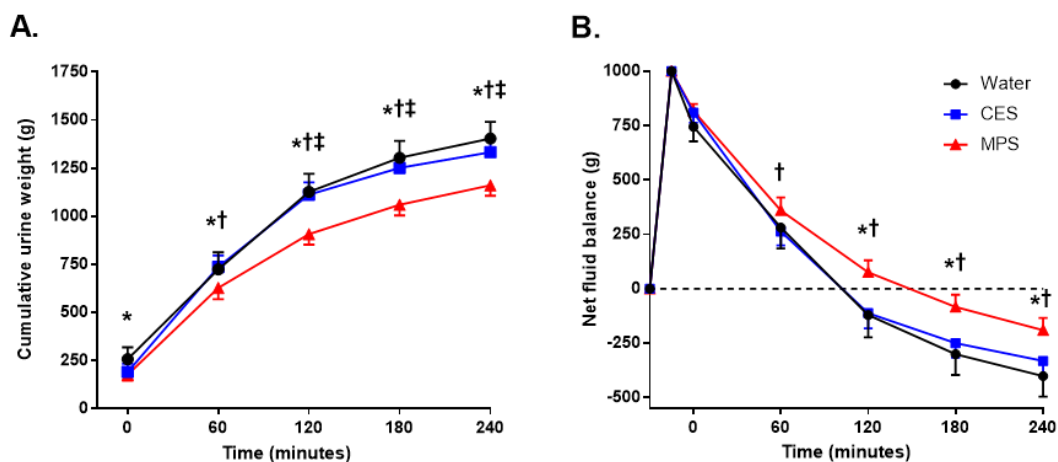 A.
Cumulative urine weight (g)
1750
1500
1250
1000
750
500
250
0
*
*†
*†‡
*†‡
*†‡
0 60 120 180 240
Time (minutes)
B.
Net fluid balance (g)
1000
750
500
250
0
-250
-500
Water
CES
MPS
†
*†
*†
*†
0 60 120 180 240
Time (minutes)